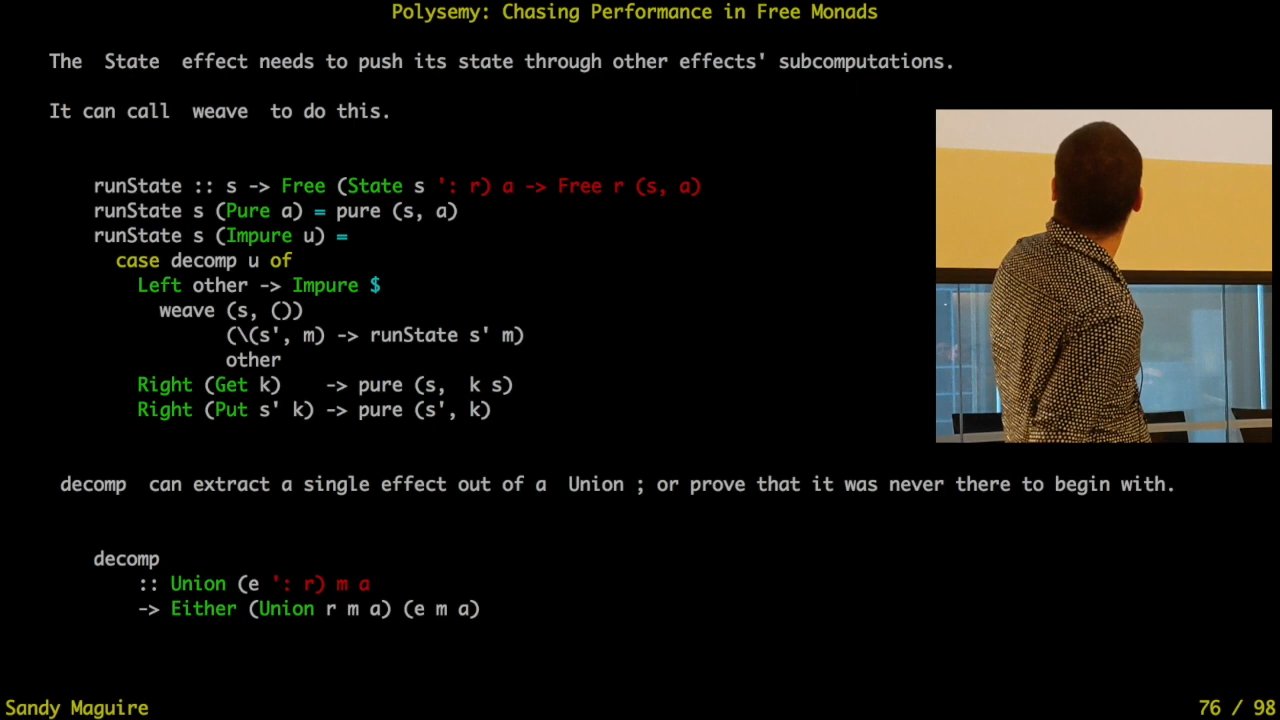 Polysemy: Chasing Performance in Free Monads
The State effect needs to push its state through other effects' subcomputations.
It can call weave to do this.
runState :: s -> Free (State s ': r) a -> Free r (s, a)
runState s (Pure a) = pure (s, a)
runState s (Impure u) =
case decomp u of
Left other -> Impure $
weave (s, ())
(\(s', m) -> runState s' m)
other
Right (Get k) -> pure (s, k s)
Right (Put s' k) -> pure (s', k)
decomp can extract a single effect out of a Union ; or prove that it was never there to begin with.
decomp
:: Union (e ': r) m a
-> Either (Union r m a) (e m a)
Sandy Maguire
76 / 98